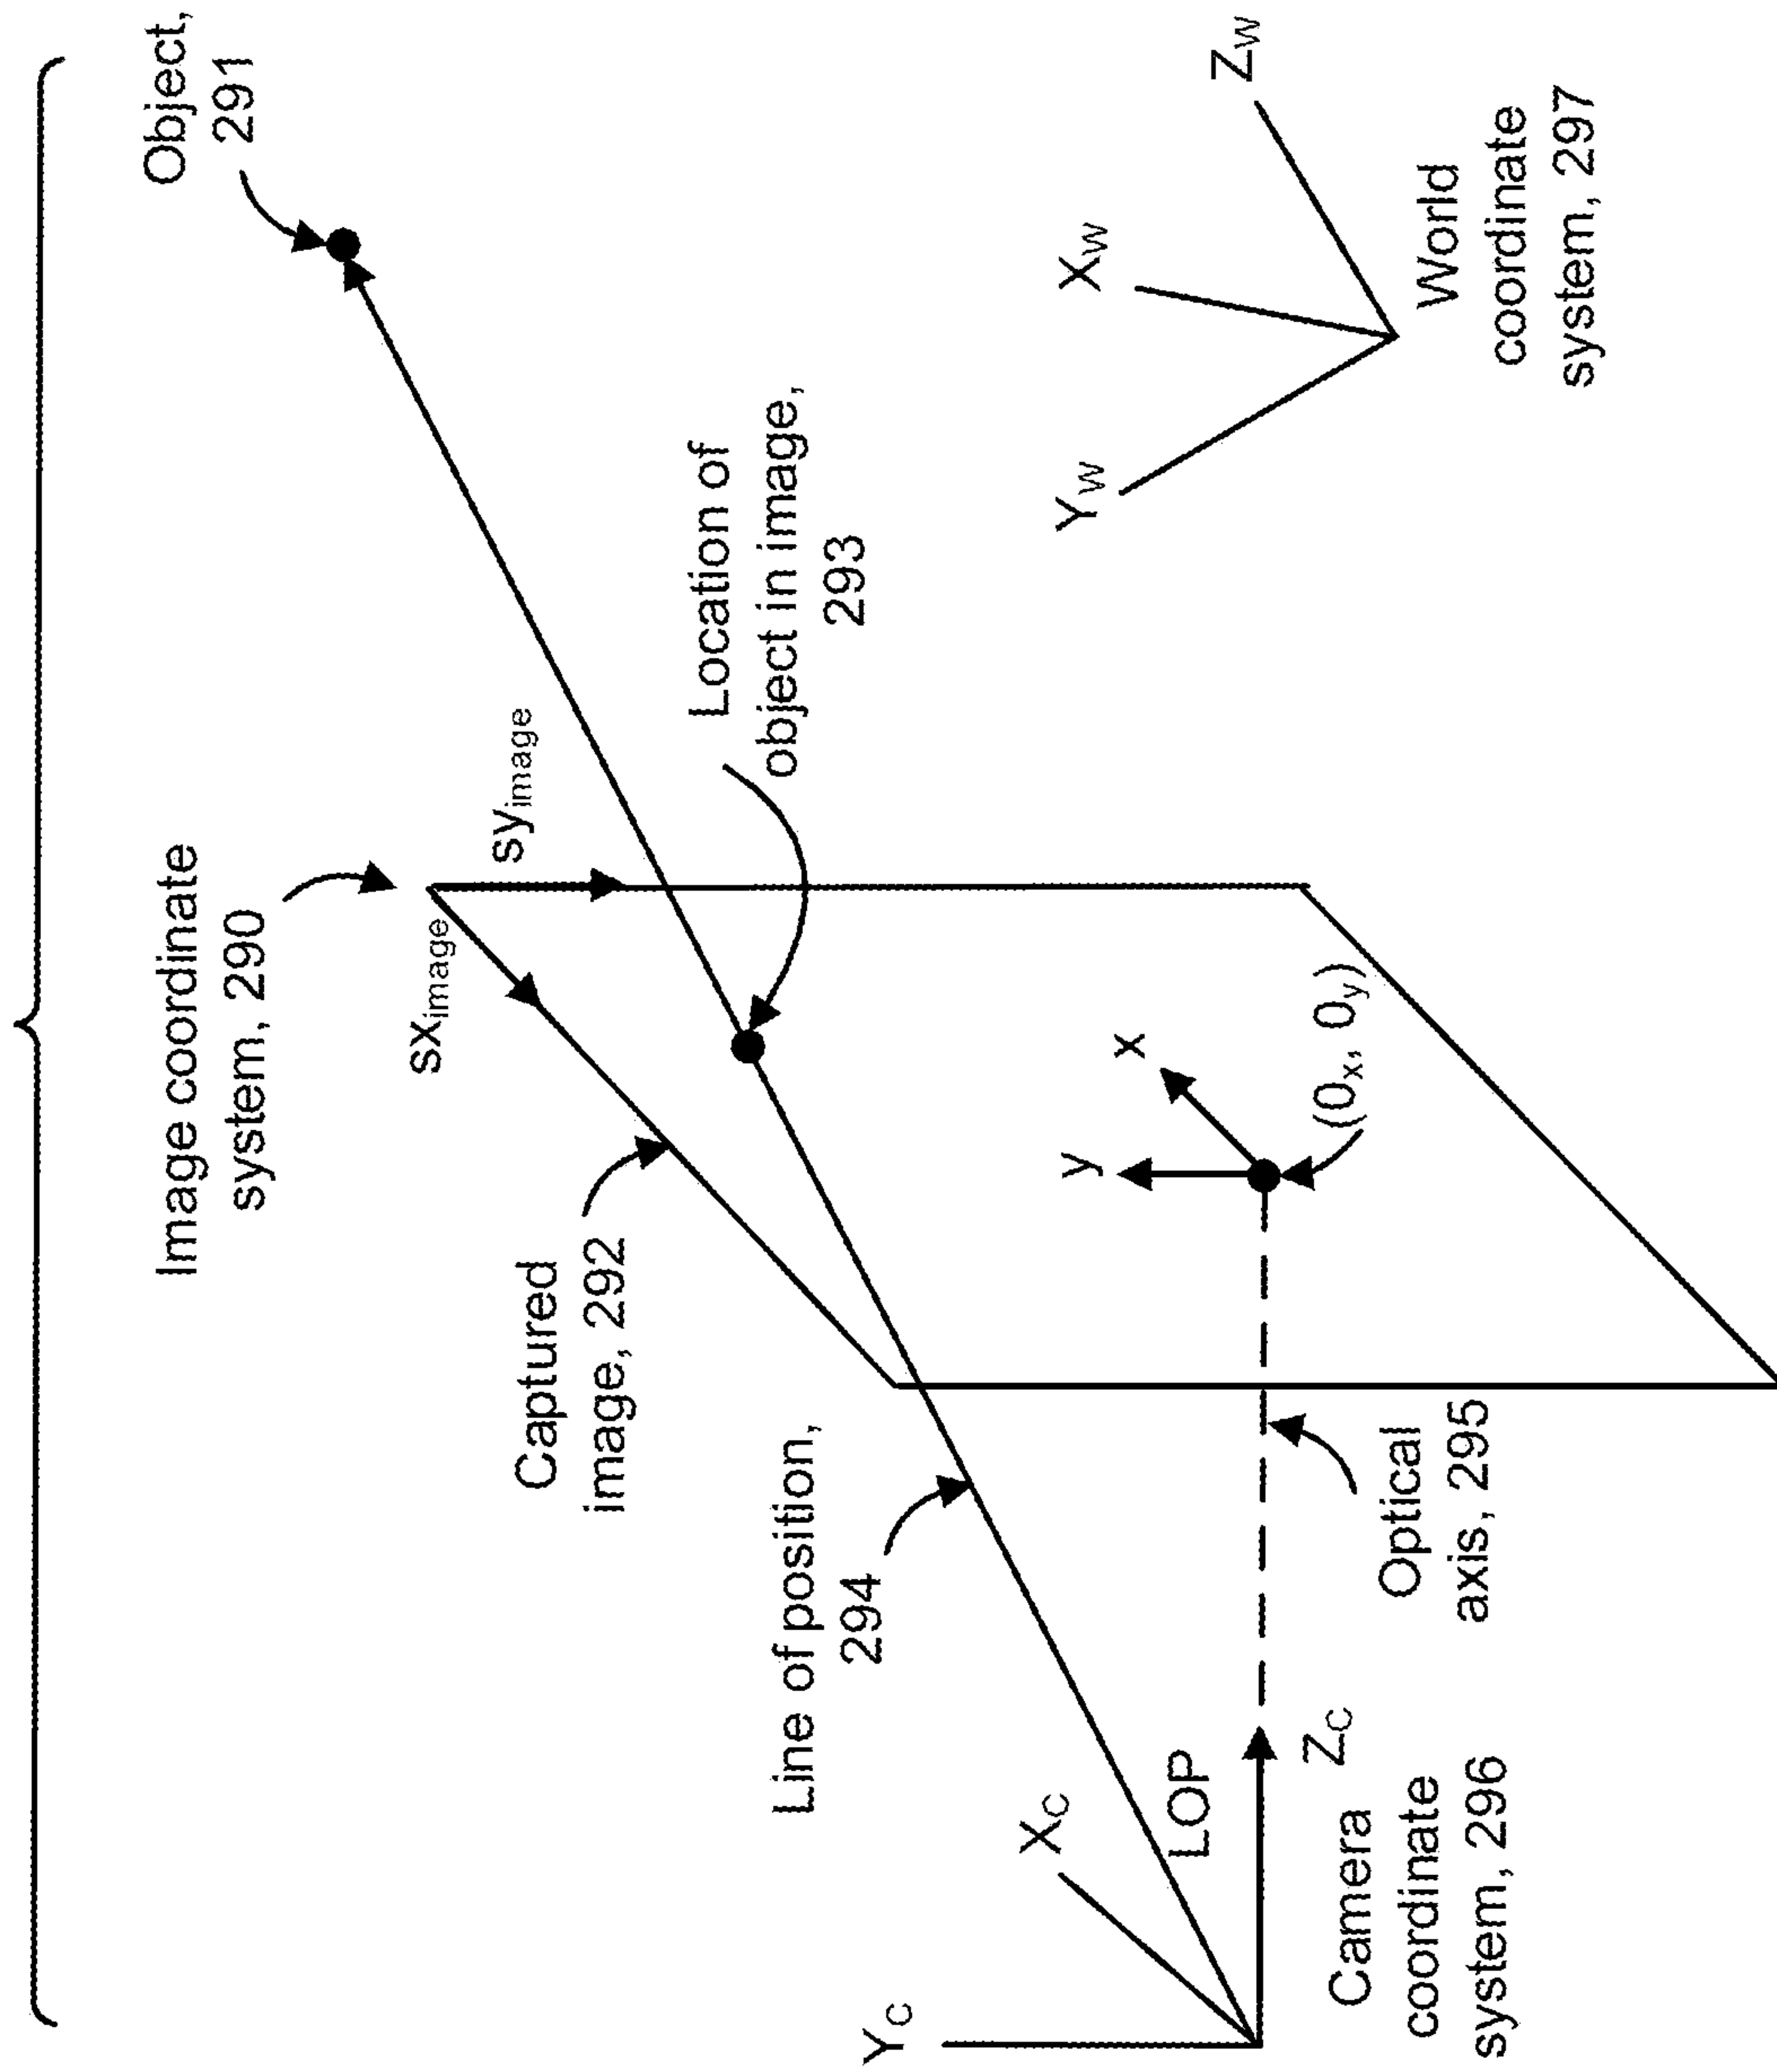 Object,
291
Image coordinate
system, 290
sx_image
sy_image
Captured
image, 292
Location of
object in image,
293
Line of position,
294
LOP
Y_C
X_C
Z_C
Camera
coordinate
system, 296
Optical
axis, 295
y
x
(0_x, 0_y)
Y_W
X_W
Z_W
World
coordinate
system, 297